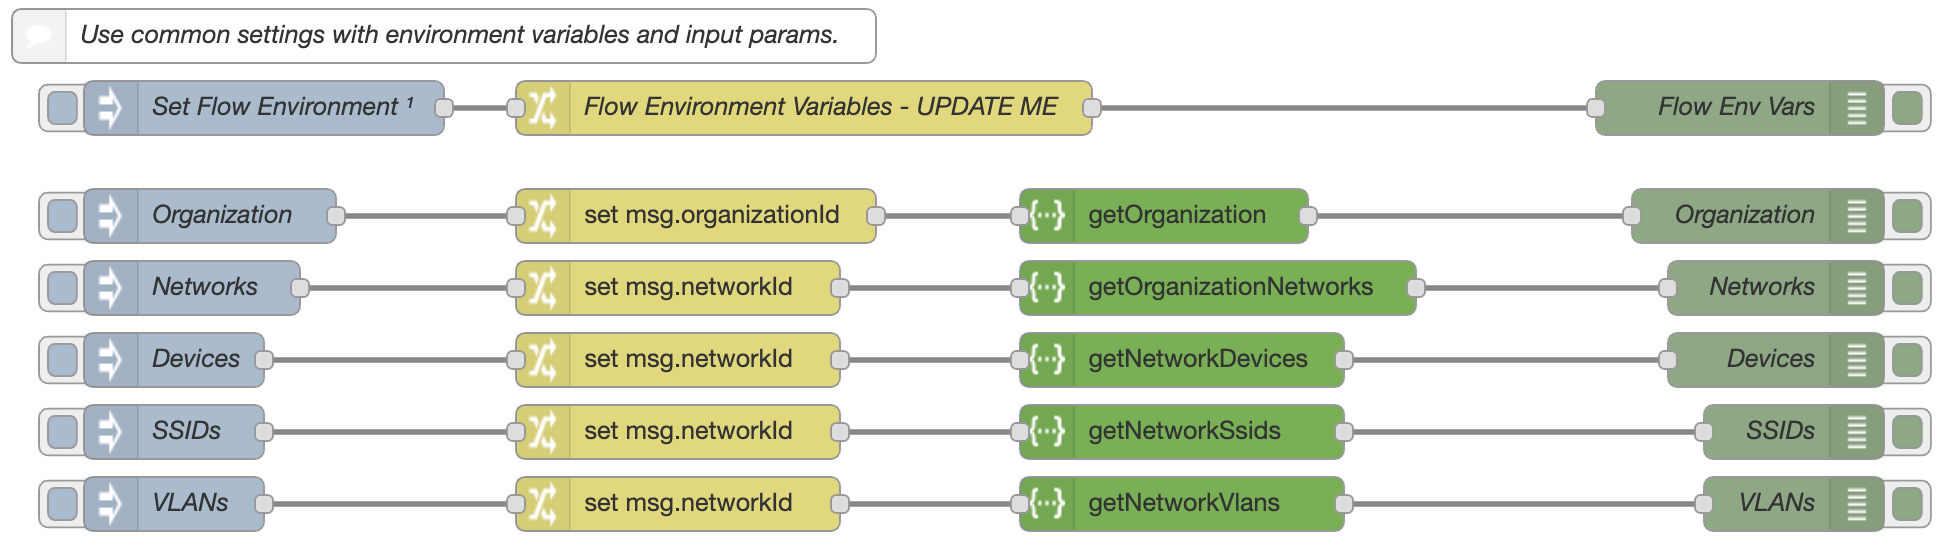 Use common settings with environment variables and input params.
Set Flow Environment ¹ Flow Environment Variables - UPDATE ME Flow Env Vars
Organization set msg.organizationId {···} getOrganization Organization
Networks set msg.networkId {···} getOrganizationNetworks Networks
Devices set msg.networkId {···} getNetworkDevices Devices
SSIDs set msg.networkId {···} getNetworkSsids SSIDs
VLANs set msg.networkId {···} getNetworkVlans VLANs